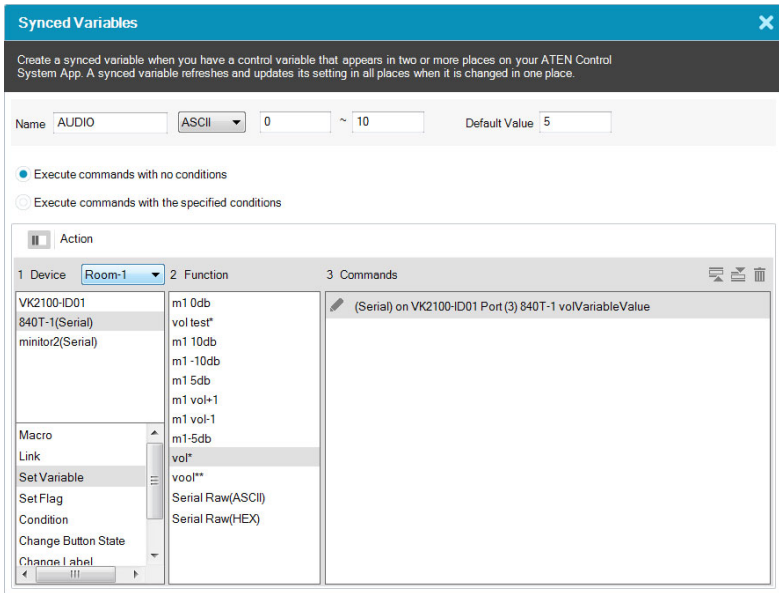 Synced Variables
Create a synced variable when you have a control variable that appears in two or more places on your ATEN Control
System App. A synced variable refreshes and updates its setting in all places when it is changed in one place.
Name AUDIO ASCII 0 ~ 10 Default Value 5
Execute commands with no conditions
Execute commands with the specified conditions
Action
1 Device Room-1 2 Function 3 Commands
VK2100-ID01
840T-1(Serial)
minitor2(Serial)
Macro
Link
Set Variable
Set Flag
Condition
Change Button State
Change Label
m1 0db
vol test*
m1 10db
m1 -10db
m1 5db
m1 vol+1
m1 vol-1
m1-5db
vol*
vool**
Serial Raw(ASCII)
Serial Raw(HEX)
(Serial) on VK2100-ID01 Port (3) 840T-1 volVariableValue